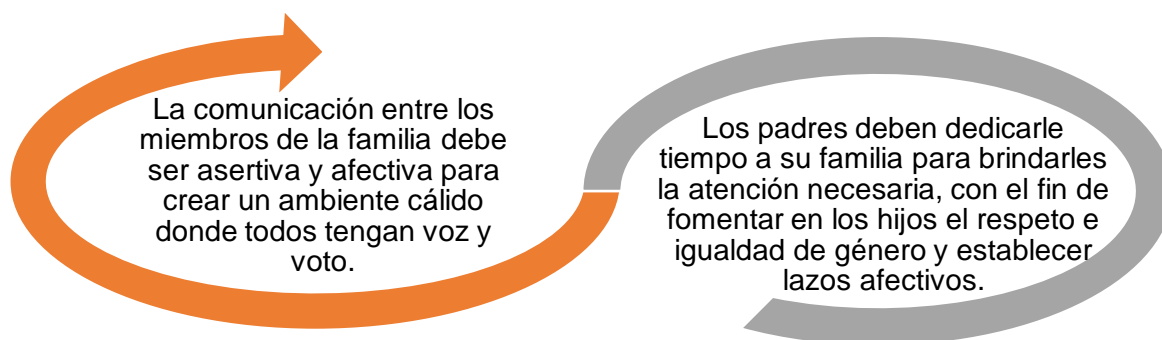 La comunicación entre los
miembros de la familia debe
ser asertiva y afectiva para
crear un ambiente cálido
donde todos tengan voz y
voto.
Los padres deben dedicarle
tiempo a su familia para brindarles
la atención necesaria, con el fin de
fomentar en los hijos el respeto e
igualdad de género y establecer
lazos afectivos.